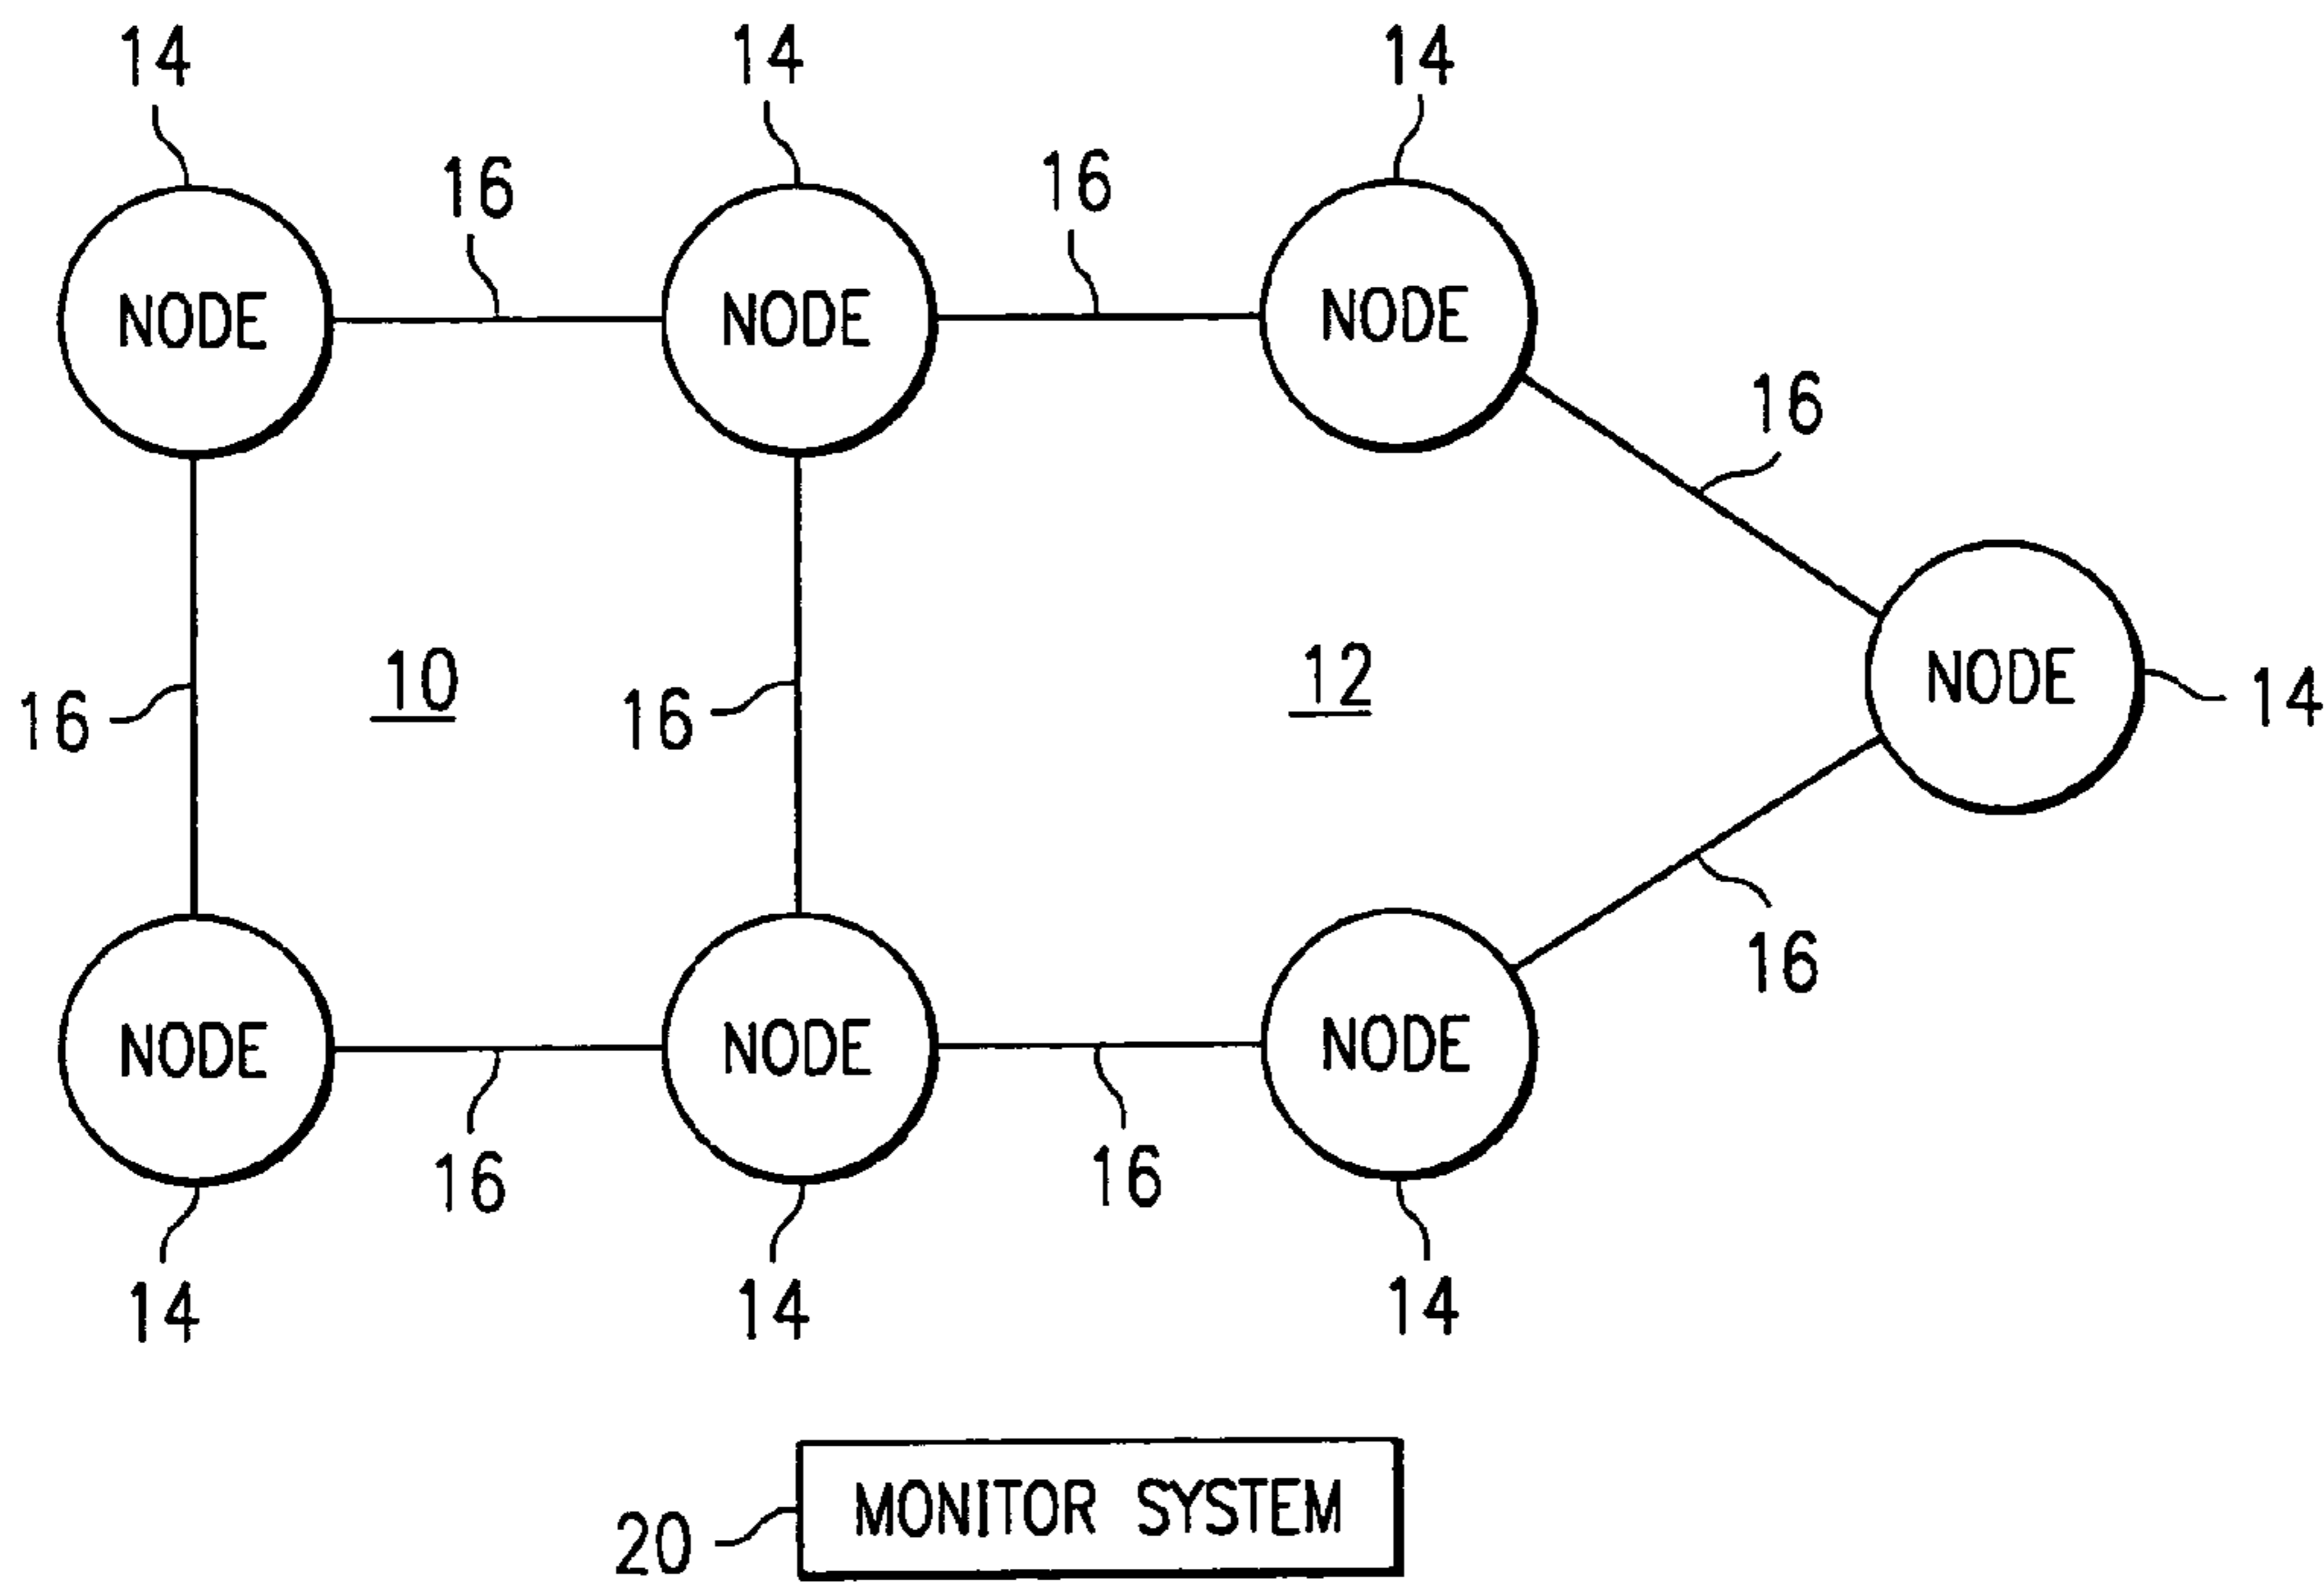 14 14 14
16 16
NODE NODE NODE
16
10 12
NODE
16 16 14
16
NODE NODE NODE
16 16
14 14 14
MONITOR SYSTEM
20